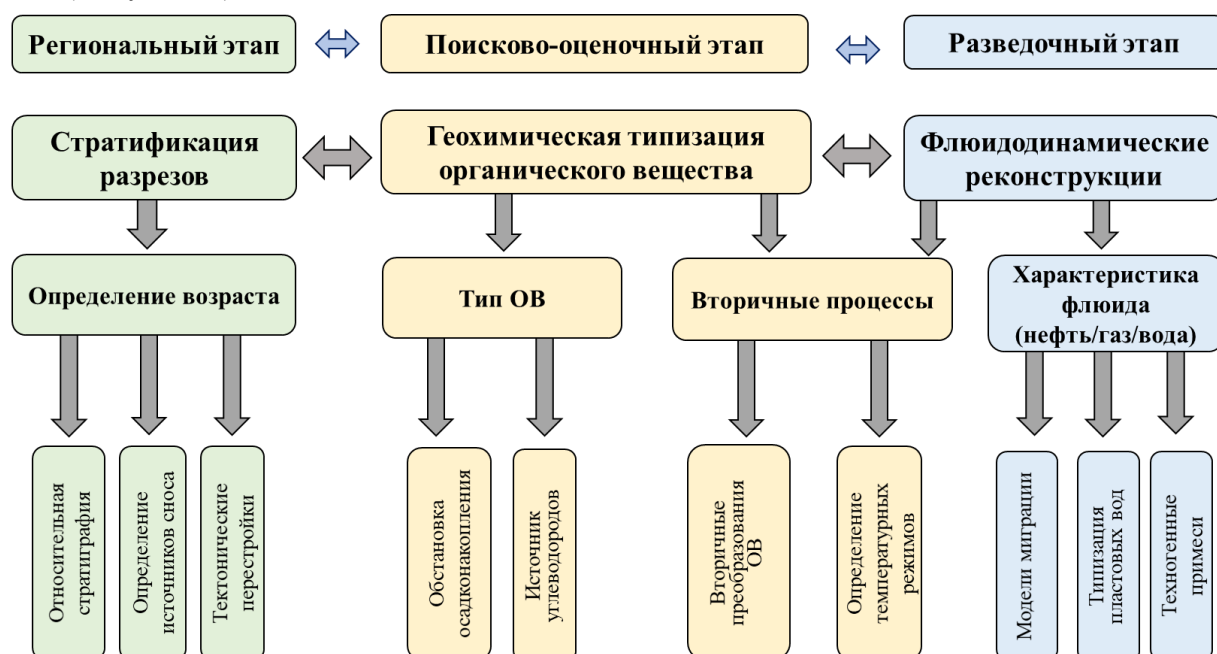 Региональный этап
Поисково-оценочный этап
Разведочный этап
Стратификация
разрезов
Геохимическая типизация
органического вещества
Флюидодинамические
реконструкции
Определение возраста
Тип ОВ
Вторичные процессы
Характеристика
флюида
(нефть/газ/вода)
Относительная
стратиграфия
Определение
источников сноса
Тектонические
перестройки
Обстановка
осадконакопления
Источник
углеводородов
Вторичные
преобразования
ОВ
Определение
температурных
режимов
Модели миграции
Типизация
пластовых вод
Техногенные
примеси